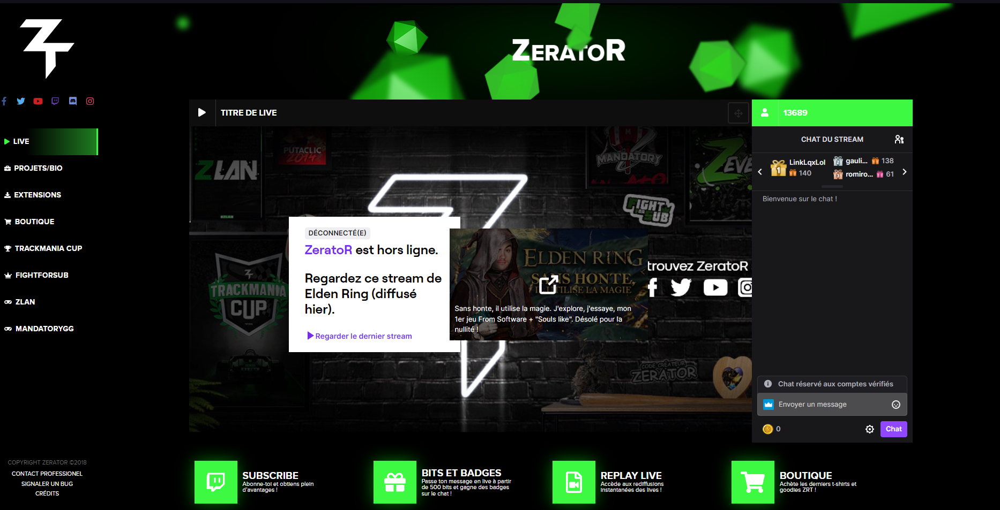 ZERATOR
LIVE
PROJETS/BIO
EXTENSIONS
BOUTIQUE
TRACKMANIA CUP
FIGHTFORSUB
ZLAN
MANDATORYGG
COPYRIGHT ZERATOR ©2018
CONTACT PROFESSIONEL
SIGNALER UN BUG
CRÉDITS
TITRE DE LIVE
ZLAN
PUTACLIC
2014
M
MANDATORY
ZEVE
FIGHT
FOR
SUB
ZLAN
TRACKMANIA
CUP
DÉCONNECTÉ(E)
ZeratoR est hors ligne.
Regardez ce stream de
Elden Ring (diffusé
hier).
Regarder le dernier stream
ELDEN RING
SANS HONTE,
IL UTILISE LA MAGIE
Sans honte, il utilise la magie. J'explore, j'essaye, mon
1er jeu From Software + "Souls like". Désolé pour la
nullité !
trouvez ZeratoR
CODE CRÉATEUR
ZERATOR
13689
CHAT DU STREAM
1
LinkLqxLol
140
2
gauli... 138
3
romiro... 61
Bienvenue sur le chat !
Chat réservé aux comptes vérifiés
Envoyer un message
0
Chat
SUBSCRIBE
Abonne-toi et obtiens plein
d'avantages !
BITS ET BADGES
Passe ton message en live à partir
de 500 bits et gagne des badges
sur le chat !
REPLAY LIVE
Accède aux rediffusions
instantanées des lives !
BOUTIQUE
Achète les derniers t-shirts et
goodies ZRT !